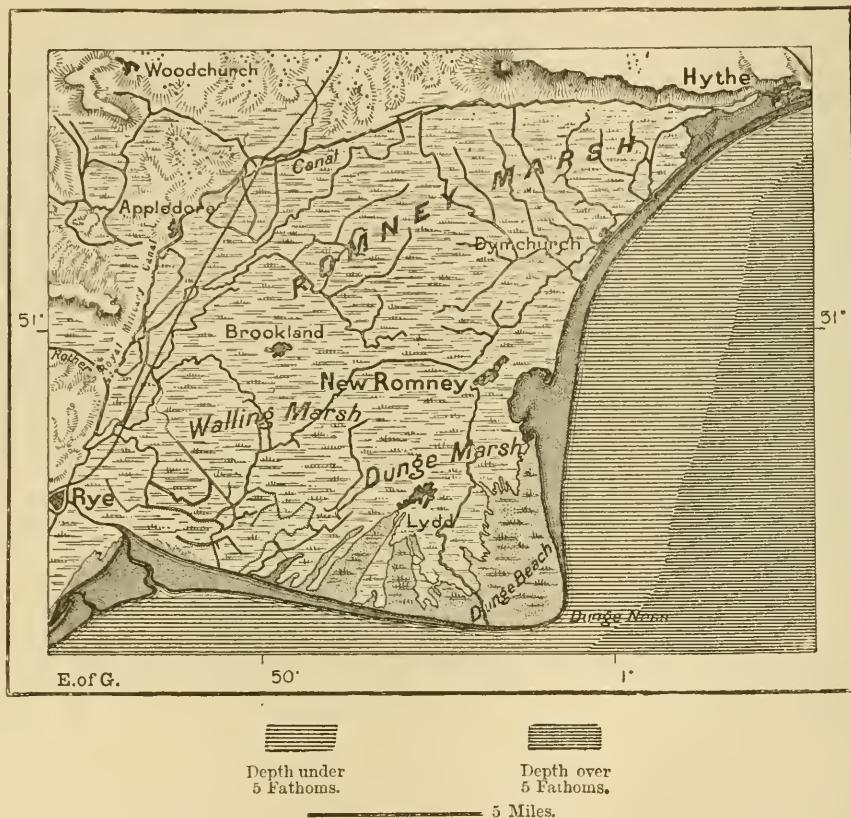 Woodchurch
Hythe
Canal
ROMNEY MARSH
Appledore
Dymchurch
Royal Military Canal
51°
51°
Brookland
Rother
New Romney
Walling Marsh
Dunge Marsh
Rye
Lydd
Dunge Beach
Dunge Ness
E. of G.
50'
1°
Depth under
5 Fathoms.
Depth over
5 Fathoms.
5 Miles.